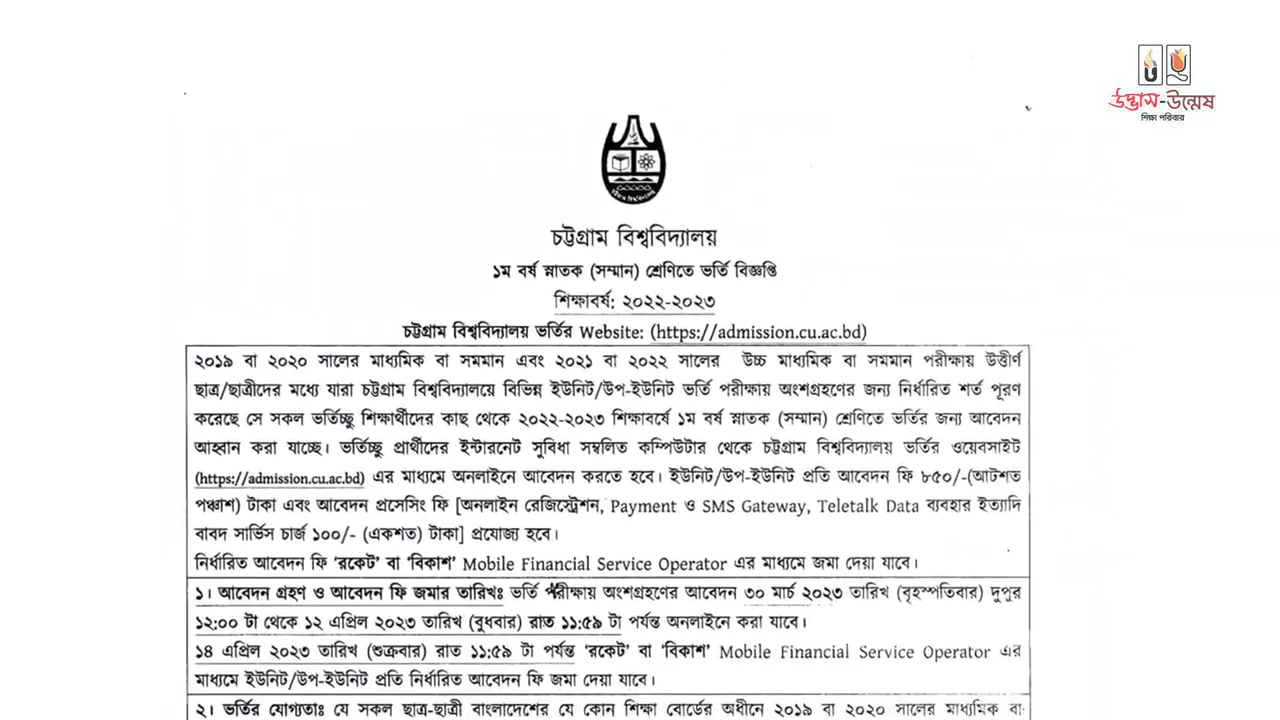 উদ্ভাস-উন্মেষ
শিক্ষা পরিবার
চট্টগ্রাম বিশ্ববিদ্যালয়
১ম বর্ষ স্নাতক (সম্মান) শ্রেণিতে ভর্তি বিজ্ঞপ্তি
শিক্ষাবর্ষ: ২০২২-২০২৩
চট্টগ্রাম বিশ্ববিদ্যালয় ভর্তির Website: (https://admission.cu.ac.bd)
২০১৯ বা ২০২০ সালের মাধ্যমিক বা সমমান এবং ২০২১ বা ২০২২ সালের উচ্চ মাধ্যমিক বা সমমান পরীক্ষায় উত্তীর্ণ
ছাত্র/ছাত্রীদের মধ্যে যারা চট্টগ্রাম বিশ্ববিদ্যালয়ে বিভিন্ন ইউনিট/উপ-ইউনিট ভর্তি পরীক্ষায় অংশগ্রহণের জন্য নির্ধারিত শর্ত পূরণ
করেছে সে সকল ভর্তিচ্ছু শিক্ষার্থীদের কাছ থেকে ২০২২-২০২৩ শিক্ষাবর্ষে ১ম বর্ষ স্নাতক (সম্মান) শ্রেণিতে ভর্তির জন্য আবেদন
আহ্বান করা যাচ্ছে। ভর্তিচ্ছু প্রার্থীদের ইন্টারনেট সুবিধা সম্বলিত কম্পিউটার থেকে চট্টগ্রাম বিশ্ববিদ্যালয় ভর্তির ওয়েবসাইট
(https://admission.cu.ac.bd) এর মাধ্যমে অনলাইনে আবেদন করতে হবে। ইউনিট/উপ-ইউনিট প্রতি আবেদন ফি ৮৫০/-(আটশত
পঞ্চাশ) টাকা এবং আবেদন প্রসেসিং ফি [অনলাইন রেজিস্ট্রেশন, Payment ও SMS Gateway, Teletalk Data ব্যবহার ইত্যাদি
বাবদ সার্ভিস চার্জ ১০০/- (একশত) টাকা] প্রযোজ্য হবে।
নির্ধারিত আবেদন ফি ‘রকেট’ বা ‘বিকাশ’ Mobile Financial Service Operator এর মাধ্যমে জমা দেয়া যাবে।
১। আবেদন গ্রহণ ও আবেদন ফি জমার তারিখঃ ভর্তি পরীক্ষায় অংশগ্রহণের আবেদন ৩০ মার্চ ২০২৩ তারিখ (বৃহস্পতিবার) দুপুর
১২:০০ টা থেকে ১২ এপ্রিল ২০২৩ তারিখ (বুধবার) রাত ১১:৫৯ টা পর্যন্ত অনলাইনে করা যাবে।
১৪ এপ্রিল ২০২৩ তারিখ (শুক্রবার) রাত ১১:৫৯ টা পর্যন্ত ‘রকেট’ বা ‘বিকাশ’ Mobile Financial Service Operator এর
মাধ্যমে ইউনিট/উপ-ইউনিট প্রতি নির্ধারিত আবেদন ফি জমা দেয়া যাবে।
২। ভর্তির যোগ্যতাঃ যে সকল ছাত্র-ছাত্রী বাংলাদেশের যে কোন শিক্ষা বোর্ডের অধীনে ২০১৯ বা ২০২০ সালের মাধ্যমিক বা